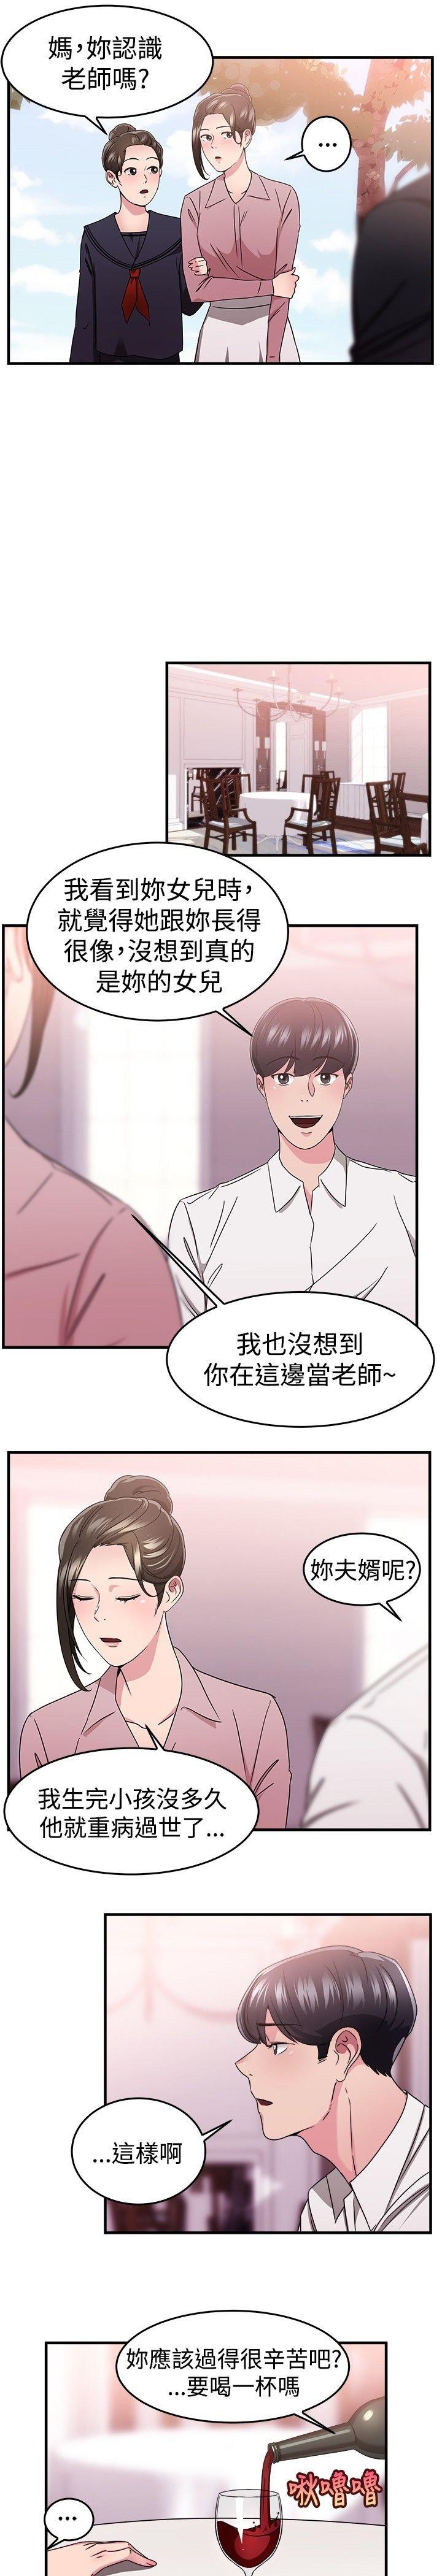 媽，妳認識
老師嗎？
...
我看到妳女兒時，
就覺得她跟妳長得
很像，沒想到真的
是妳的女兒
我也沒想到
你在這邊當老師~
妳夫婿呢？
我生完小孩沒多久
他就重病過世了...
...這樣啊
妳應該過得很辛苦吧？
...要喝一杯嗎
啾嚕嚕
...